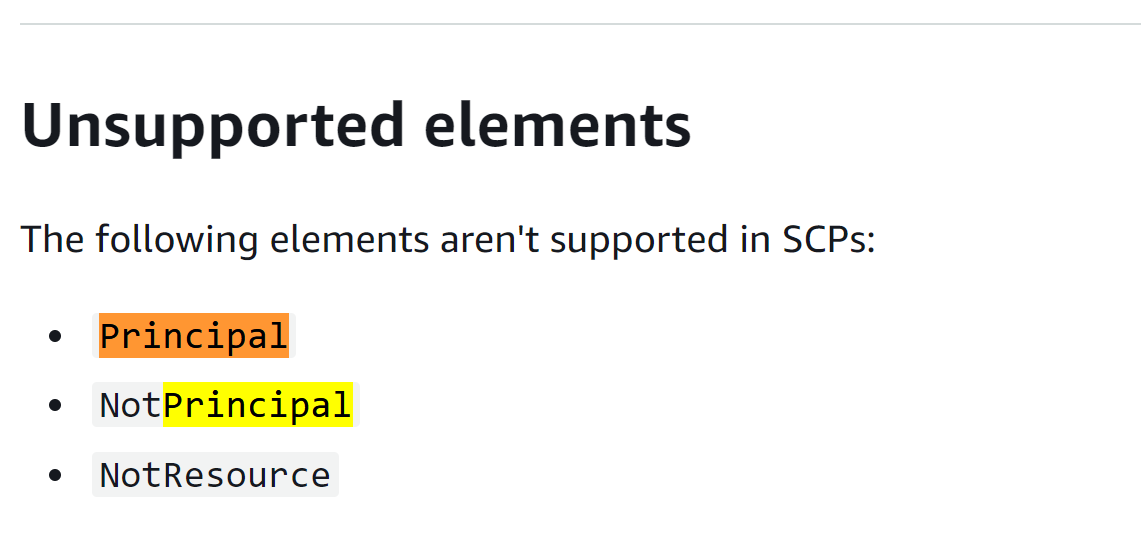 Unsupported elements
The following elements aren't supported in SCPs:
• Principal
• NotPrincipal
• NotResource